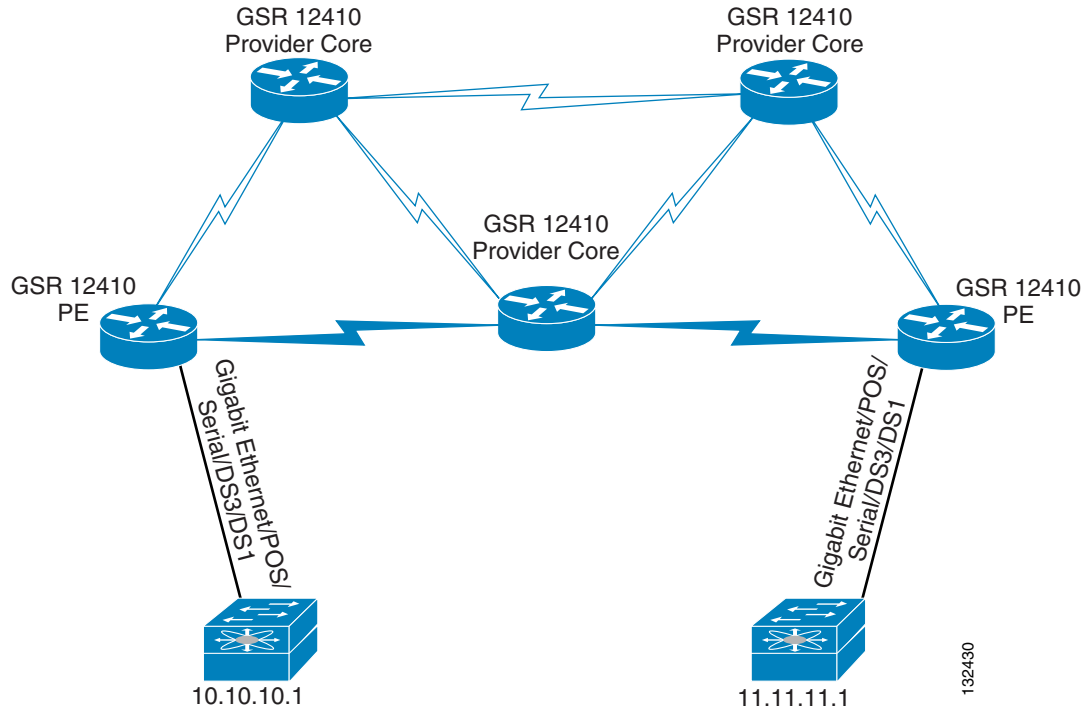 GSR 12410
Provider Core
GSR 12410
Provider Core
GSR 12410
Provider Core
GSR 12410
PE
GSR 12410
PE
Gigabit Ethernet/POS/
Serial/DS3/DS1
Gigabit Ethernet/POS/
Serial/DS3/DS1
10.10.10.1
11.11.11.1
132430